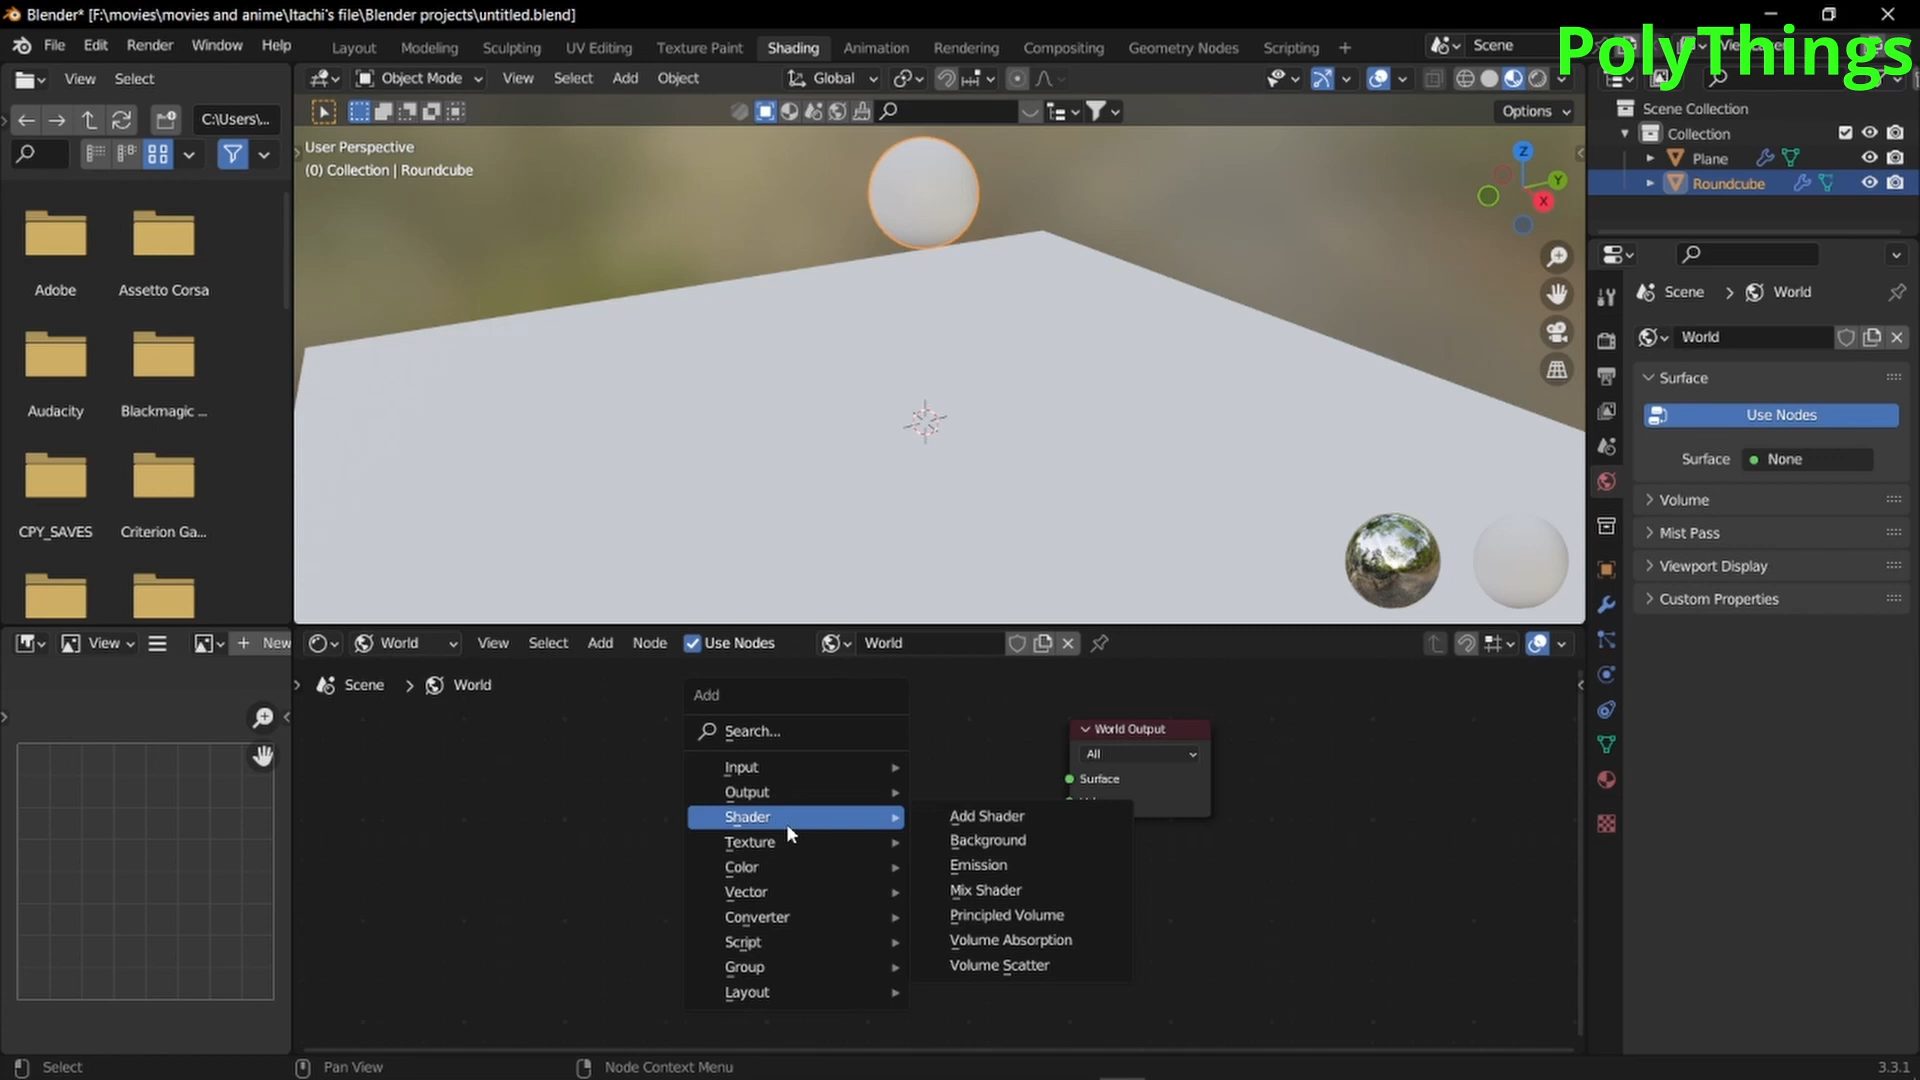 Blender* [F:\movies\movies and anime\Itachi's file\Blender projects\untitled.blend]
PolyThings
File Edit Render Window Help
Layout Modeling Sculpting UV Editing Texture Paint Shading Animation Rendering Compositing Geometry Nodes Scripting +
Scene
View Select
Object Mode View Select Add Object
Global
C:\Users\...
Options
User Perspective
(0) Collection | Roundcube
Z
Y
X
Scene Collection
Collection
Plane
Roundcube
Adobe
Assetto Corsa
Audacity
Blackmagic ...
CPY_SAVES
Criterion Ga...
Scene > World
World
Surface
Use Nodes
Surface None
Volume
Mist Pass
Viewport Display
Custom Properties
View
New
World View Select Add Node Use Nodes World
Scene > World
Add
Search...
Input
Output
Shader
Texture
Color
Vector
Converter
Script
Group
Layout
Add Shader
Background
Emission
Mix Shader
Principled Volume
Volume Absorption
Volume Scatter
World Output
All
Surface
Select
Pan View
Node Context Menu
3.3.1